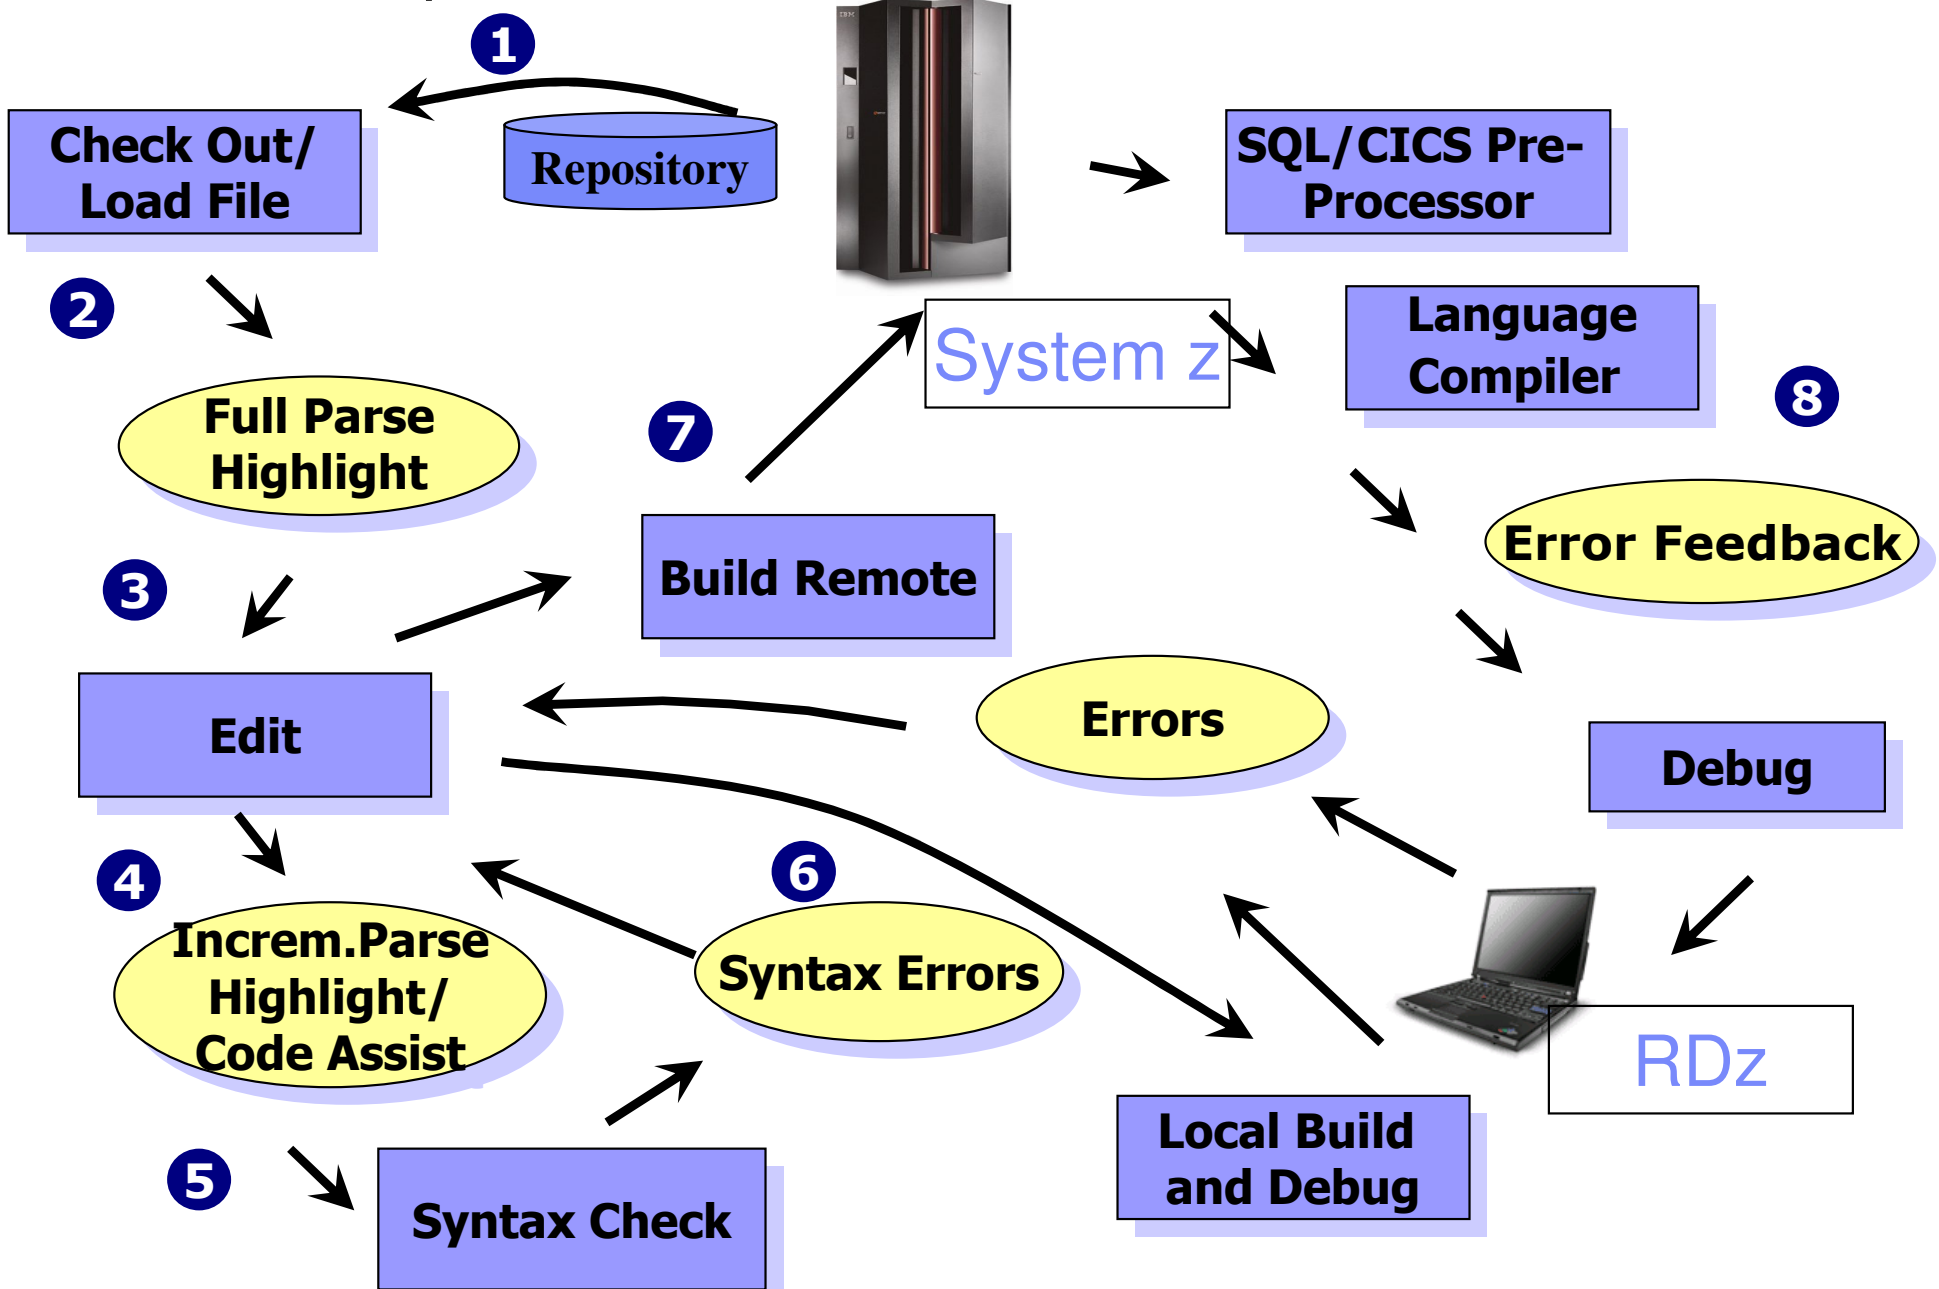 1
Check Out/
Load File
Repository
IBM
SQL/CICS Pre-
Processor
2
Language
Compiler
System z
8
Full Parse
Highlight
7
Error Feedback
3
Build Remote
Edit
Errors
Debug
4
6
Increm.Parse
Highlight/
Code Assist
Syntax Errors
RDz
5
Syntax Check
Local Build
and Debug